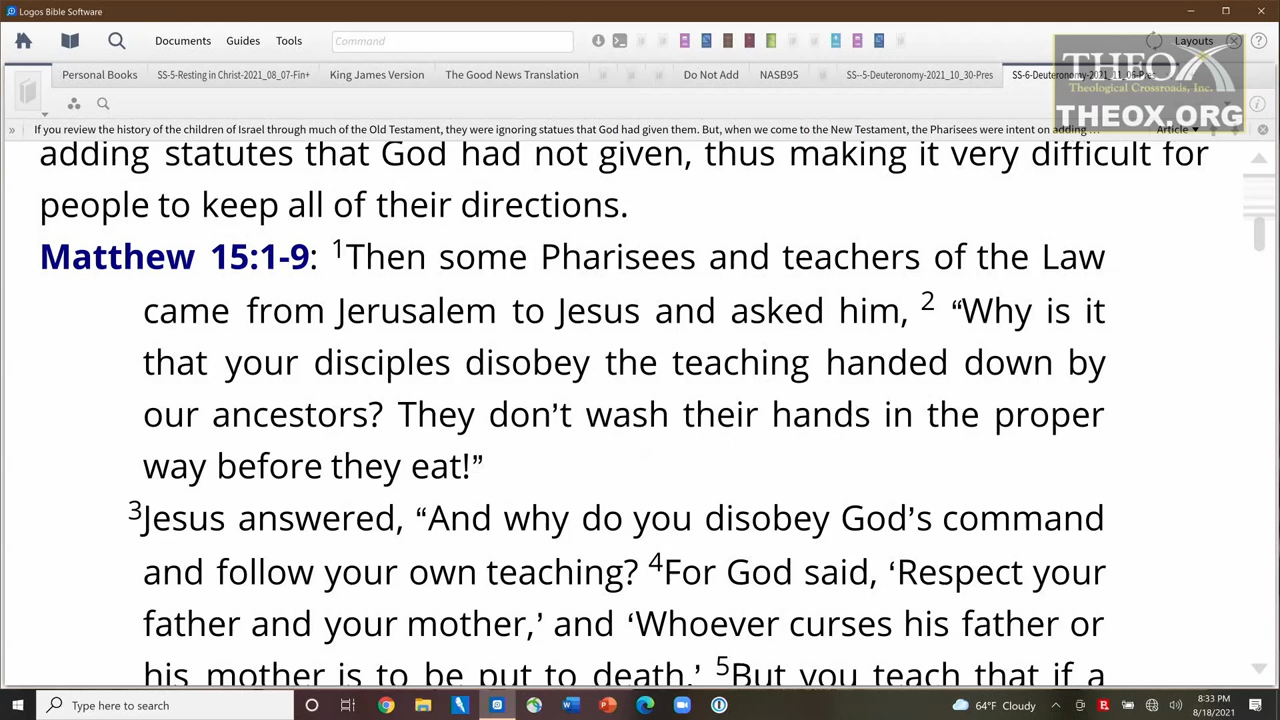 Logos Bible Software
Documents Guides Tools Command Layouts
Personal Books SS-5-Resting in Christ-2021_08_07-Fin+ King James Version The Good News Translation Do Not Add NASB95 SS--5-Deuteronomy-2021_10_30-Pres SS-6-Deuteronomy-2021_11_06-Pres
THEOX
Theological Crossroads, Inc.
THEOX.ORG
» If you review the history of the children of Israel through much of the Old Testament, they were ignoring statues that God had given them. But, when we come to the New Testament, the Pharisees were intent on adding ... Article
adding statutes that God had not given, thus making it very difficult for
people to keep all of their directions.
Matthew 15:1-9: 1Then some Pharisees and teachers of the Law
came from Jerusalem to Jesus and asked him, 2 “Why is it
that your disciples disobey the teaching handed down by
our ancestors? They don’t wash their hands in the proper
way before they eat!”
3Jesus answered, “And why do you disobey God’s command
and follow your own teaching? 4For God said, ‘Respect your
father and your mother,’ and ‘Whoever curses his father or
his mother is to be put to death.’ 5But you teach that if a
Type here to search
64°F Cloudy
8:33 PM
8/18/2021